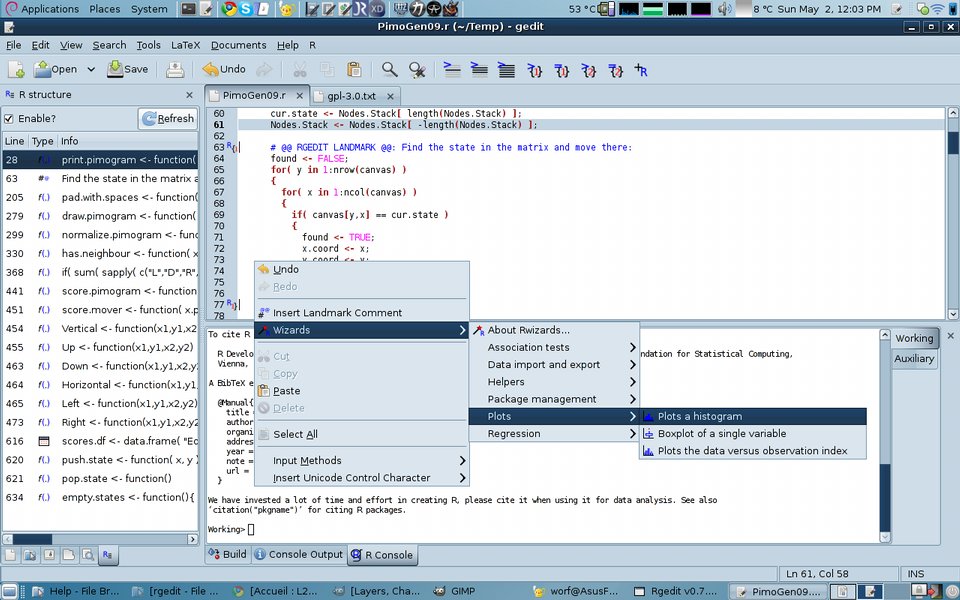 Applications Places System 53 °C 8 °C Sun May 2, 12:03 PM
PimoGen09.r (~/Temp) - gedit
File Edit View Search Tools LaTeX Documents Help R
Open Save Undo
R structure
Enable? Refresh
Line Type Info
28 f(.) print.pimogram <- function(
63 Find the state in the matrix a
205 f(.) pad.with.spaces <- function(
279 f(.) draw.pimogram <- function(
299 f(.) normalize.pimogram <- func
330 f(.) has.neighbour <- function( x
368 f(.) if( sum( sapply( c("L","D","R",
441 f(.) score.pimogram <- function(
451 f(.) score.mover <- function( x, p
454 f(.) Vertical <- function(x1,y1,x2
455 f(.) Up <- function(x1,y1,x2,y2)
463 f(.) Down <- function(x1,y1,x2,y2
464 f(.) Horizontal <- function(x1,y1
465 f(.) Left <- function(x1,y1,x2,y2)
473 f(.) Right <- function(x1,y1,x2,y2
616 scores.df <- data.frame( "Ec
620 f(.) push.state <- function( x, y )
621 f(.) pop.state <- function()
634 f(.) empty.states <- function(){
PimoGen09.r gpl-3.0.txt
60 cur.state <- Nodes.Stack[ length(Nodes.Stack) ];
61 Nodes.Stack <- Nodes.Stack[ -length(Nodes.Stack) ];
62
63 # @@ RGEDIT LANDMARK @@: Find the state in the matrix and move there:
64 found <- FALSE;
65 for( y in 1:nrow(canvas) )
66 {
67 for( x in 1:ncol(canvas) )
68 {
69 if( canvas[y,x] == cur.state )
70 {
71 found <- TRUE;
72 x.coord <- x;
73 y.coord <- y;
74
75
76
77
78
Undo
Redo
Insert Landmark Comment
Wizards
Cut
Copy
Paste
Delete
Select All
Input Methods
Insert Unicode Control Character
About Rwizards...
Association tests
Data import and export
Helpers
Package management
Plots
Regression
Plots a histogram
Boxplot of a single variable
Plots the data versus observation index
To cite R
R Develo ndation for Statistical Computing,
Vienna,
A BibTeX e
@Manual{
title
author
organi
addres
year =
note =
url =
}
We have invested a lot of time and effort in creating R, please cite it when using it for data analysis. See also
‘citation("pkgname")’ for citing R packages.
Working>
Working
Auxiliary
Build Console Output R Console
Ln 61, Col 58 INS
Help - File Br... [rgedit - File ... [Accueil : L2... [Layers, Cha... GIMP worf@AsusF... Rgedit v0.7... PimoGen09....